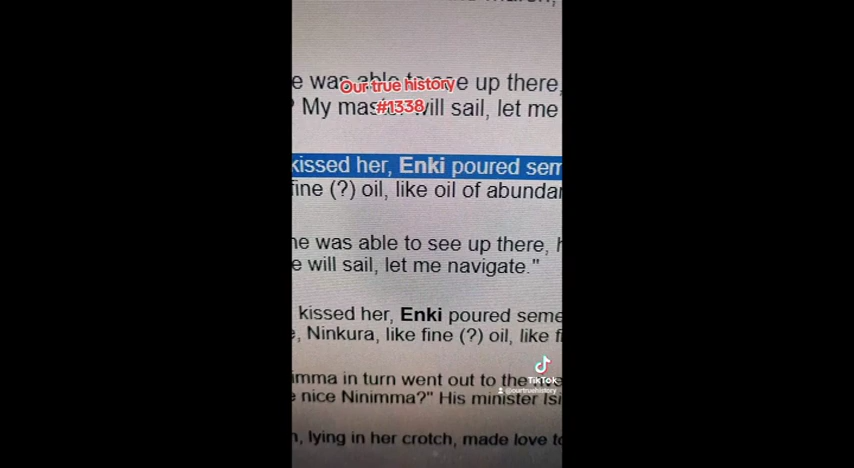 e was able to see up there,
Our true history
#1338
? My master will sail, let me
kissed her, Enki poured sem
fine (?) oil, like oil of abundan
he was able to see up there, h
e will sail, let me navigate."
kissed her, Enki poured seme
e, Ninkura, like fine (?) oil, like f
imma in turn went out to the
e nice Ninimma?" His minister Isi
TikTok
@ourtruehistory
n, lying in her crotch, made love to